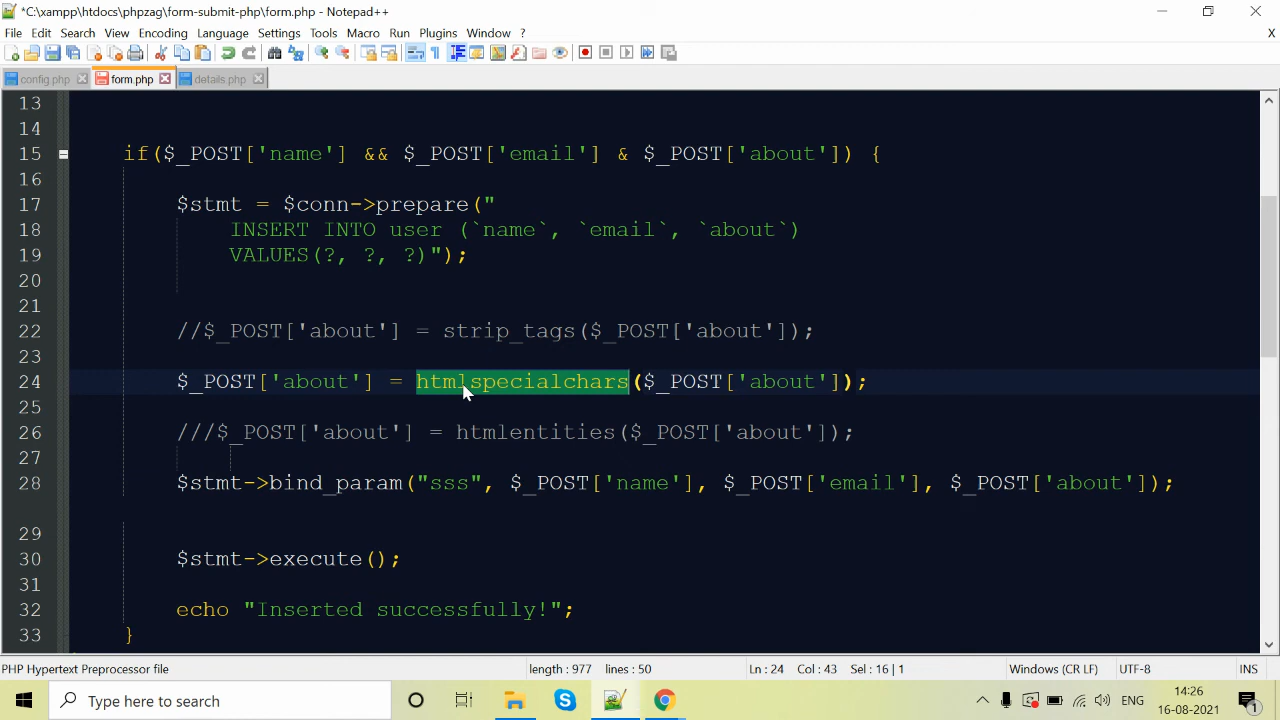 *C:\xampp\htdocs\phpzag\form-submit-php\form.php - Notepad++
File Edit Search View Encoding Language Settings Tools Macro Run Plugins Window ? X
config.php form.php details.php
13
14
15 if($_POST['name'] && $_POST['email'] & $_POST['about']) {
16
17 $stmt = $conn->prepare("
18 INSERT INTO user (`name`, `email`, `about`)
19 VALUES(?, ?, ?)");
20
21
22 //$_POST['about'] = strip_tags($_POST['about']);
23
24 $_POST['about'] = htmlspecialchars($_POST['about']);
25
26 ///$_POST['about'] = htmlentities($_POST['about']);
27
28 $stmt->bind_param("sss", $_POST['name'], $_POST['email'], $_POST['about']);
29
30 $stmt->execute();
31
32 echo "Inserted successfully!";
33 }
PHP Hypertext Preprocessor file length : 977 lines : 50 Ln : 24 Col : 43 Sel : 16 | 1 Windows (CR LF) UTF-8 INS
Type here to search ENG 14:26
16-08-2021 1